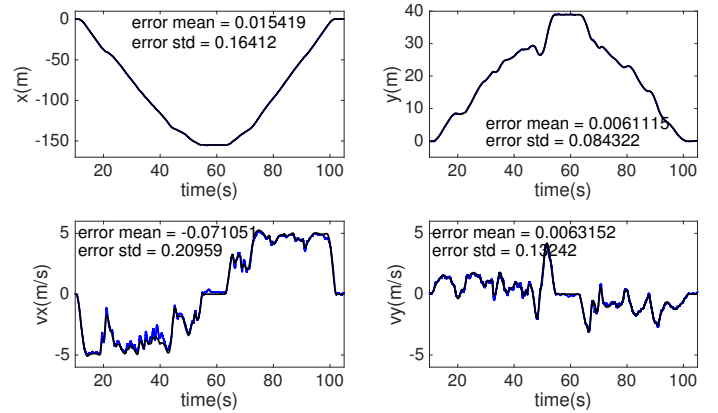 error mean = 0.015419
error std = 0.16412
0
-50
-100
-150
x(m)
20 40 60 80 100
time(s)
40
30
20
10
0
y(m)
error mean = 0.0061115
error std = 0.084322
20 40 60 80 100
time(s)
error mean = -0.071051
error std = 0.20959
5
0
-5
vx(m/s)
20 40 60 80 100
time(s)
error mean = 0.0063152
error std = 0.13242
5
0
-5
vy(m/s)
20 40 60 80 100
time(s)